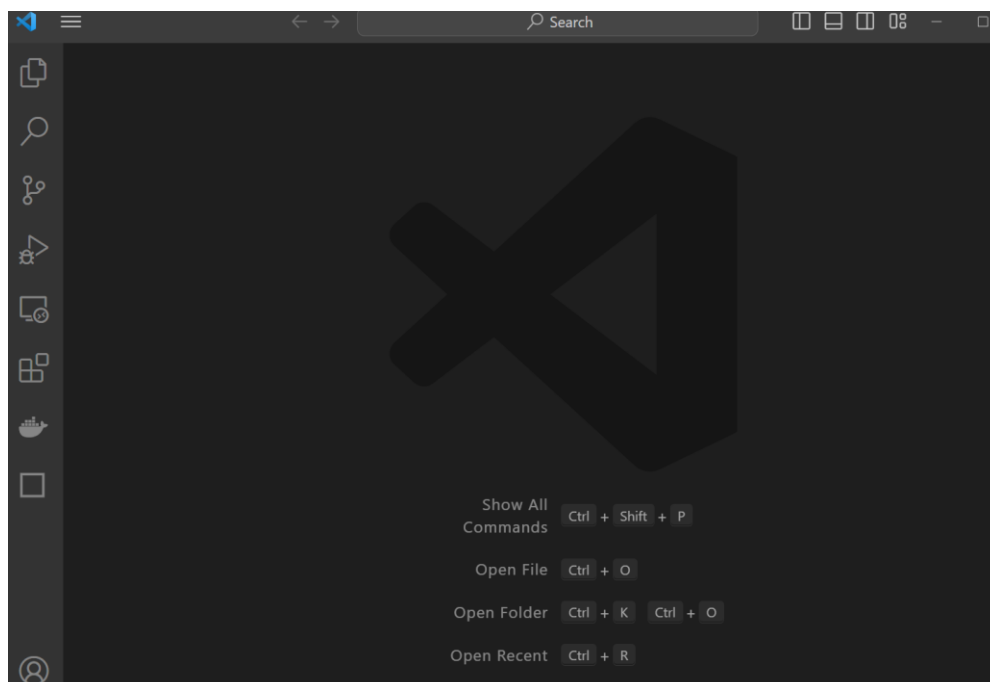 Search
Show All
Commands Ctrl + Shift + P
Open File Ctrl + O
Open Folder Ctrl + K Ctrl + O
Open Recent Ctrl + R